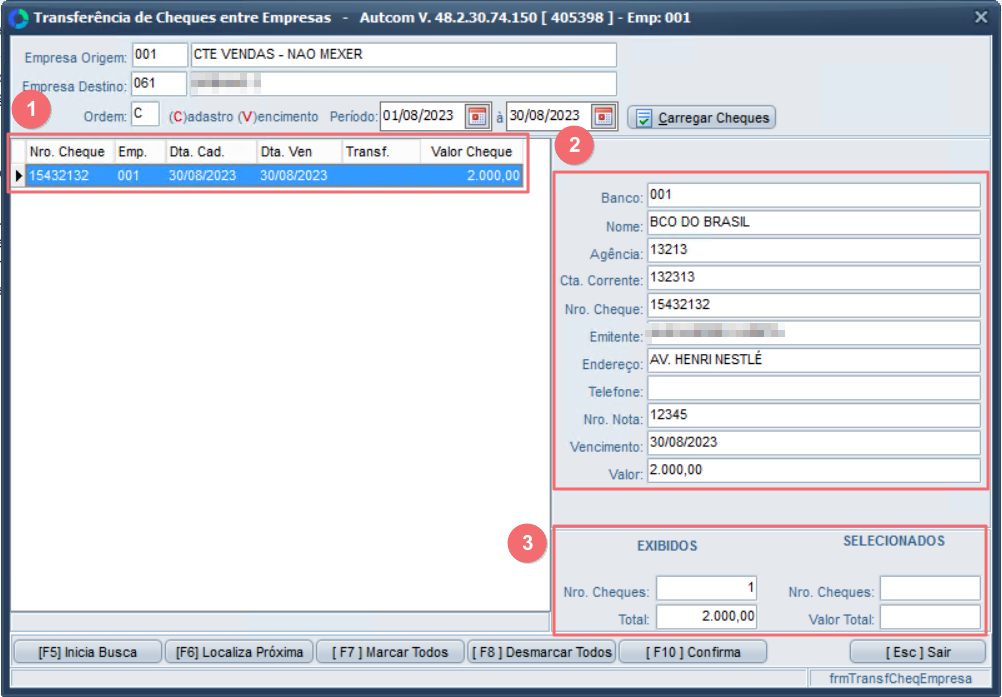 Transferência de Cheques entre Empresas - Autcom V. 48.2.30.74.150 [ 405398 ] - Emp: 001
Empresa Origem: 001 CTE VENDAS - NAO MEXER
Empresa Destino: 061
1
Ordem: C (C)adastro (V)encimento Período: 01/08/2023 à 30/08/2023 Carregar Cheques
2
Nro. Cheque Emp. Dta. Cad. Dta. Ven Transf. Valor Cheque
15432132 001 30/08/2023 30/08/2023 2.000,00
Banco: 001
Nome: BCO DO BRASIL
Agência: 13213
Cta. Corrente: 132313
Nro. Cheque: 15432132
Emitente:
Endereço: AV. HENRI NESTLÉ
Telefone:
Nro. Nota: 12345
Vencimento: 30/08/2023
Valor: 2.000,00
3
EXIBIDOS SELECIONADOS
Nro. Cheques: 1 Nro. Cheques:
Total: 2.000,00 Valor Total:
[F5] Inicia Busca [F6] Localiza Próxima [ F7 ] Marcar Todos [ F8 ] Desmarcar Todos [ F10 ] Confirma [ Esc ] Sair
frmTransfCheqEmpresa